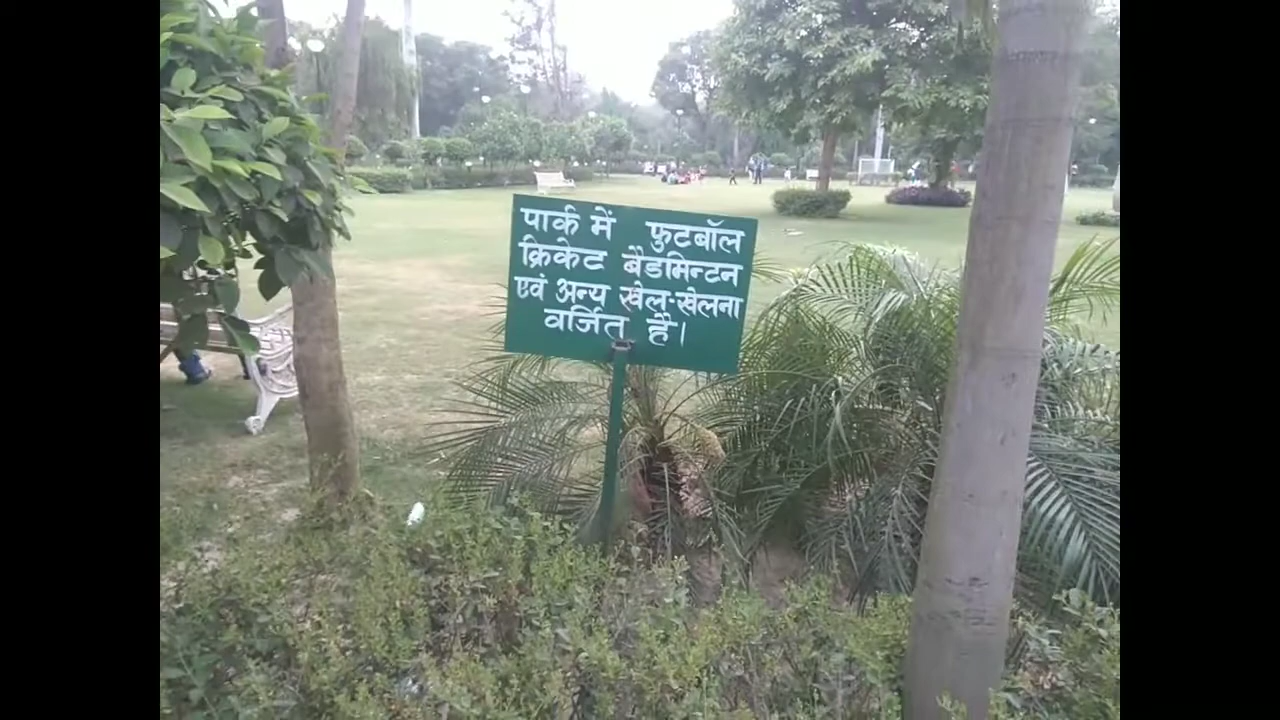 पार्क में फुटबॉल
क्रिकेट बैडमिन्टन
एवं अन्य खेल-खेलना
वर्जित है।